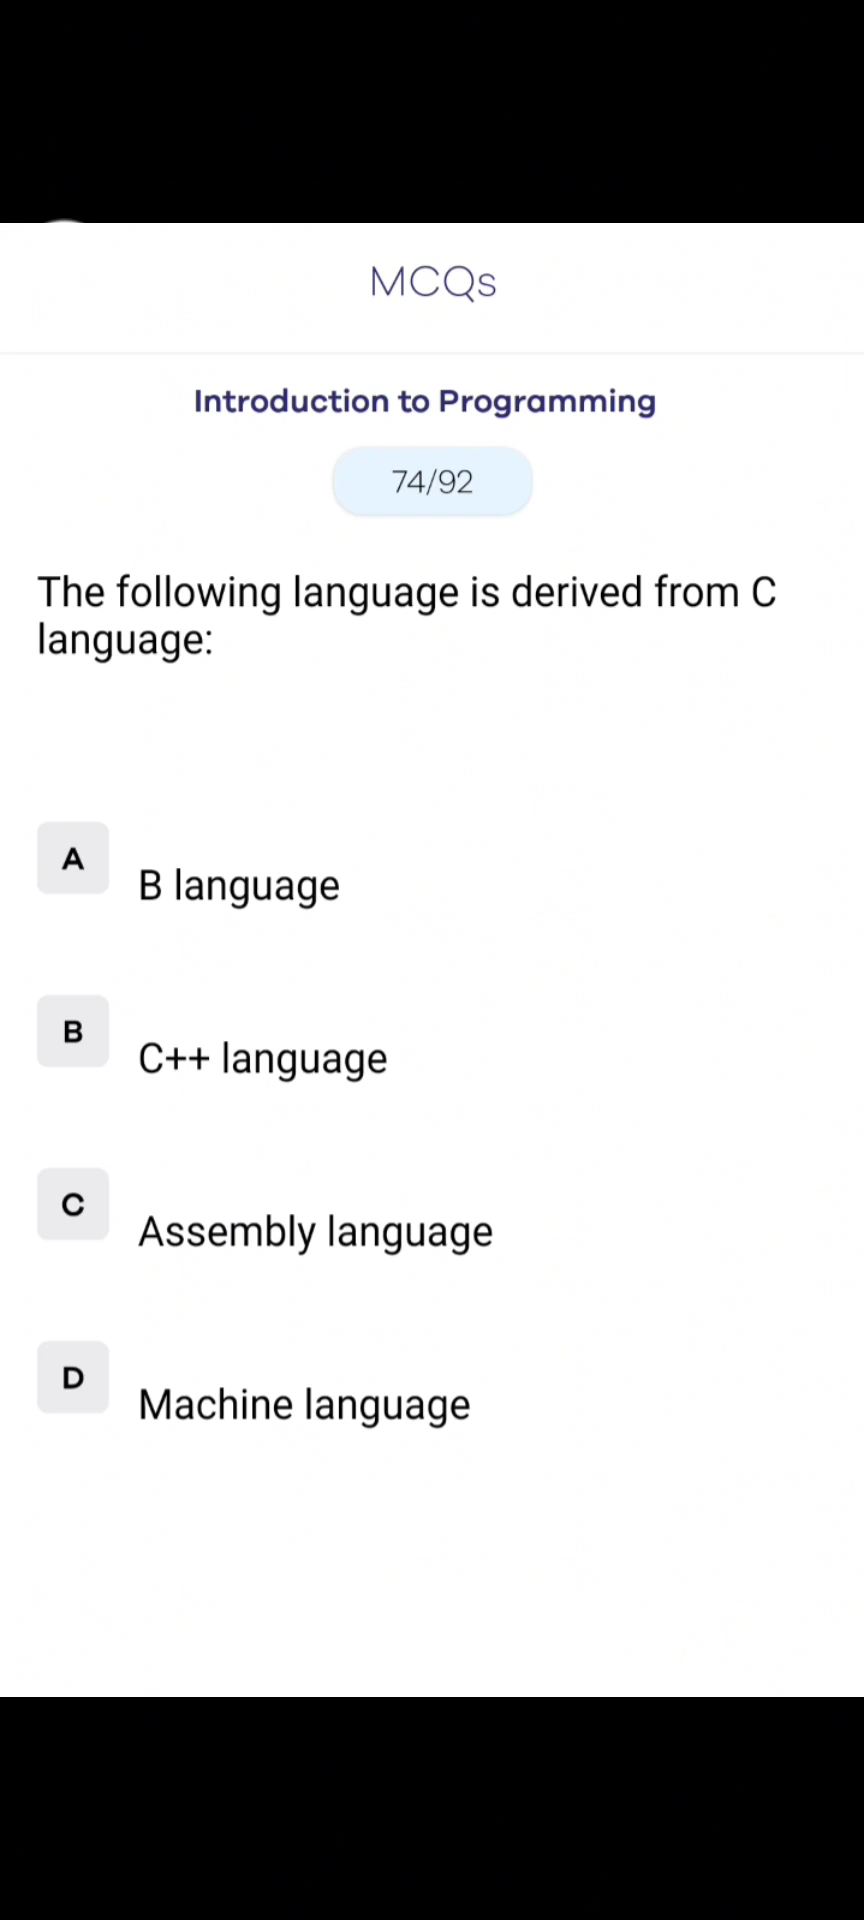 MCQs
Introduction to Programming
74/92
The following language is derived from C
language:
A
B language
B
C++ language
C
Assembly language
D
Machine language